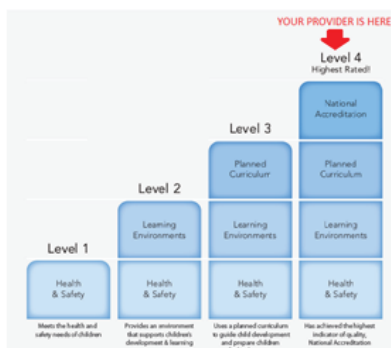 YOUR PROVIDER IS HERE
Level 4
Highest Rated!
National
Accreditation
Level 3
Planned
Curriculurr
Planned
Curriculum
Level 2
Learning
Environments
Learning
Environments
Learning
Environments
Level 1
Health
& Safety
Health
& Safety
Health
& Safety
Health
& Safety
Meets the health and
safety needs of children
Provides an environment
that supports children's
development & learning
Uses a planned curriculum
to guide child development
and prepare children
Has achieved the highest
indicator of quality,
National Accreditation